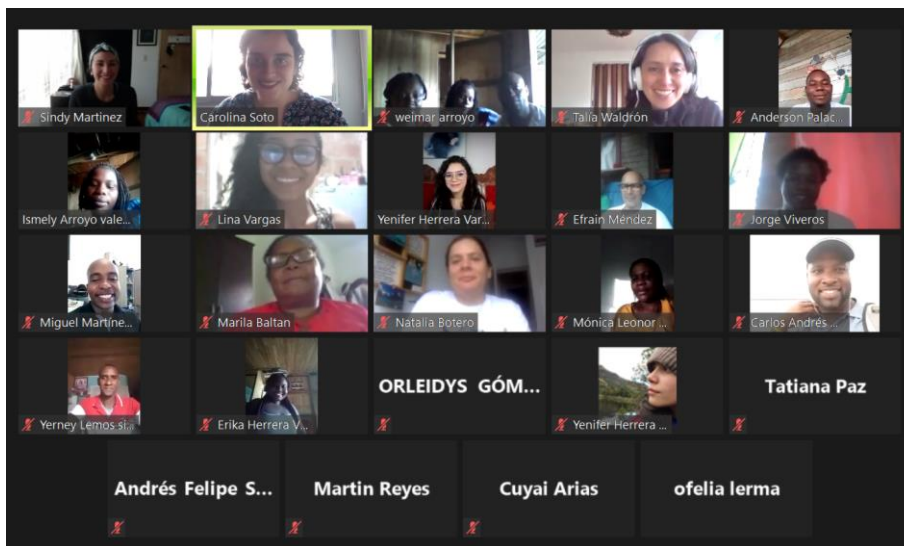 Sindy Martinez
Carolina Soto
weimar arroyo
Talía Waldrón
Anderson Palac...
Ismely Arroyo vale...
Lina Vargas
Yenifer Herrera Var...
Efrain Méndez
Jorge Viveros
Miguel Martíne...
Marila Baltan
Natalia Botero
Mónica Leonor ...
Carlos Andrés ...
Yerney Lemos si...
Erika Herrera V...
ORLEIDYS GÓM...
Yenifer Herrera ...
Tatiana Paz
Andrés Felipe S...
Martin Reyes
Cuyai Arias
ofelia lerma